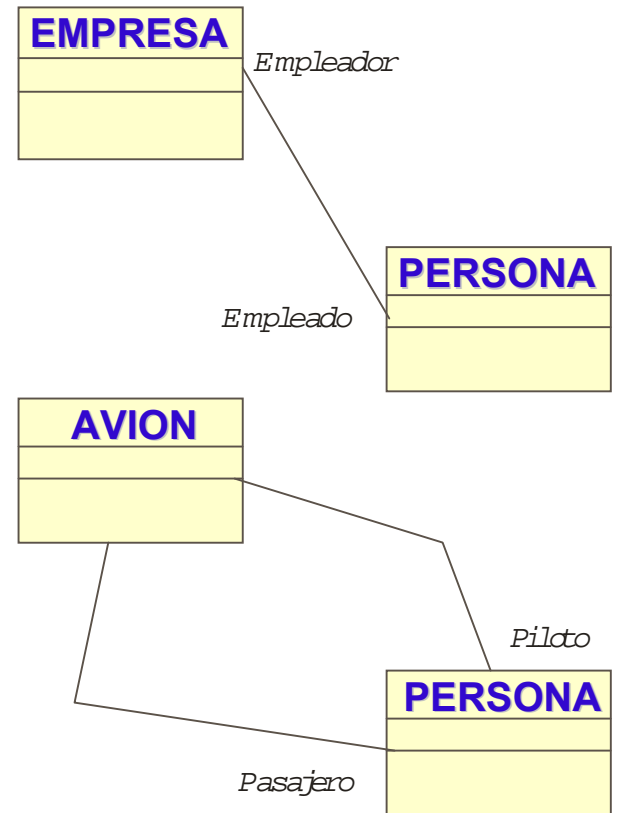 EMPRESA
Empleador
PERSONA
Empleado
AVION
Piloto
PERSONA
Pasajero